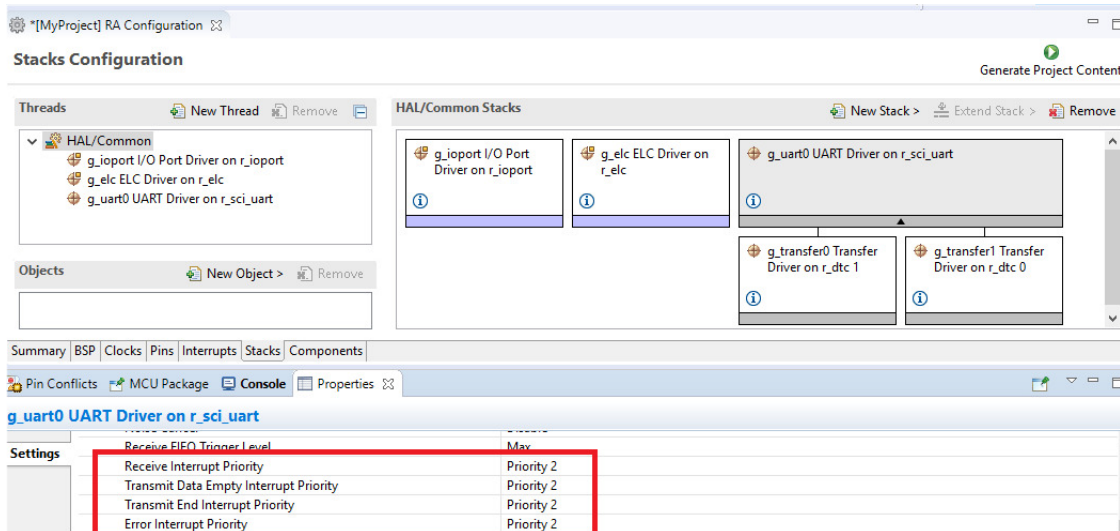 *[MyProject] RA Configuration
Stacks Configuration
Generate Project Content
Threads
New Thread
Remove
HAL/Common
g_ioport I/O Port Driver on r_ioport
g_elc ELC Driver on r_elc
g_uart0 UART Driver on r_sci_uart
Objects
New Object >
Remove
HAL/Common Stacks
New Stack >
Extend Stack >
Remove
g_ioport I/O Port
Driver on r_ioport
g_elc ELC Driver on
r_elc
g_uart0 UART Driver on r_sci_uart
g_transfer0 Transfer
Driver on r_dtc 1
g_transfer1 Transfer
Driver on r_dtc 0
Summary BSP Clocks Pins Interrupts Stacks Components
Pin Conflicts MCU Package Console Properties
g_uart0 UART Driver on r_sci_uart
Settings
Receive FIFO Trigger Level Max
Receive Interrupt Priority Priority 2
Transmit Data Empty Interrupt Priority Priority 2
Transmit End Interrupt Priority Priority 2
Error Interrupt Priority Priority 2